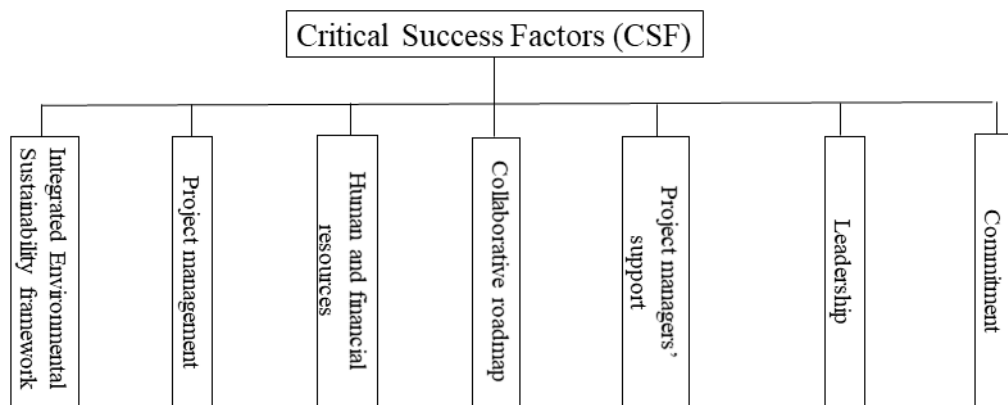 Critical Success Factors (CSF)
Integrated Environmental
Sustainability framework
Project management
Human and financial
resources
Collaborative roadmap
Project managers’
support
Leadership
Commitment